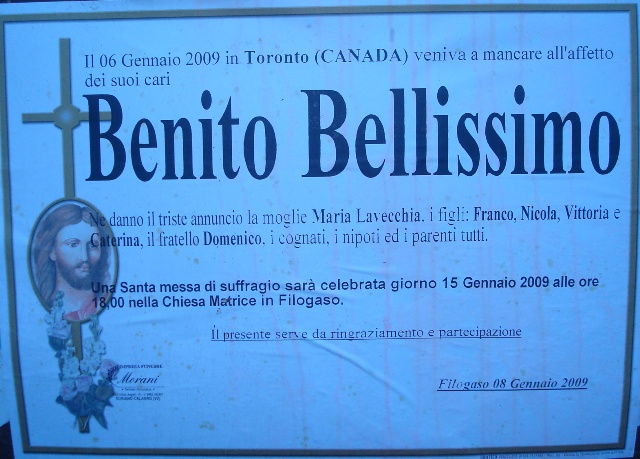 Il 06 Gennaio 2009 in Toronto (CANADA) veniva a mancare all'affetto
dei suoi cari
Benito Bellissimo
Ne danno il triste annuncio la moglie Maria Lavecchia, i figli: Franco, Nicola, Vittoria e
Caterina, il fratello Domenico, i cognati, i nipoti ed i parenti tutti.
Una Santa messa di suffragio sarà celebrata giorno 15 Gennaio 2009 alle ore
18,00 nella Chiesa Matrice in Filogaso.
Il presente serve da ringraziamento e partecipazione
IMPRESA FUNEBRE
Morani
Filogaso 08 Gennaio 2009